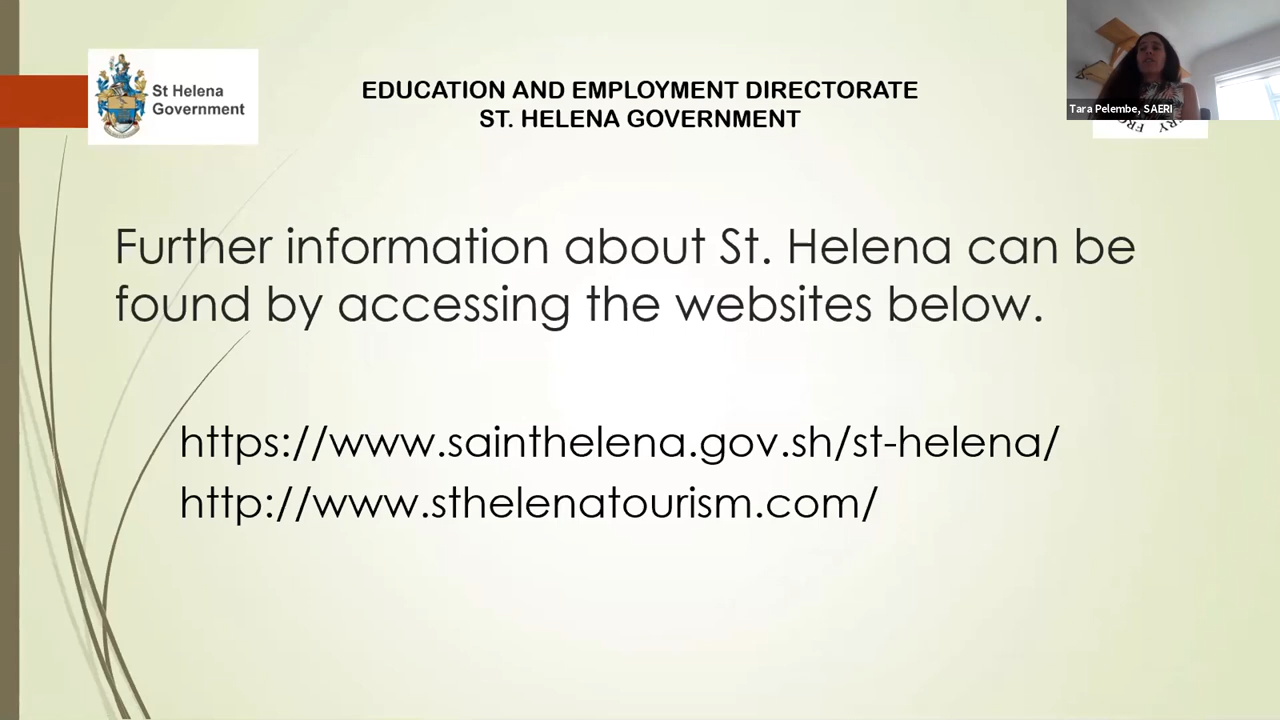 St Helena
Government
EDUCATION AND EMPLOYMENT DIRECTORATE
ST. HELENA GOVERNMENT
Tara Pelembe, SAERI
Further information about St. Helena can be
found by accessing the websites below.
https://www.sainthelena.gov.sh/st-helena/
http://www.sthelenatourism.com/